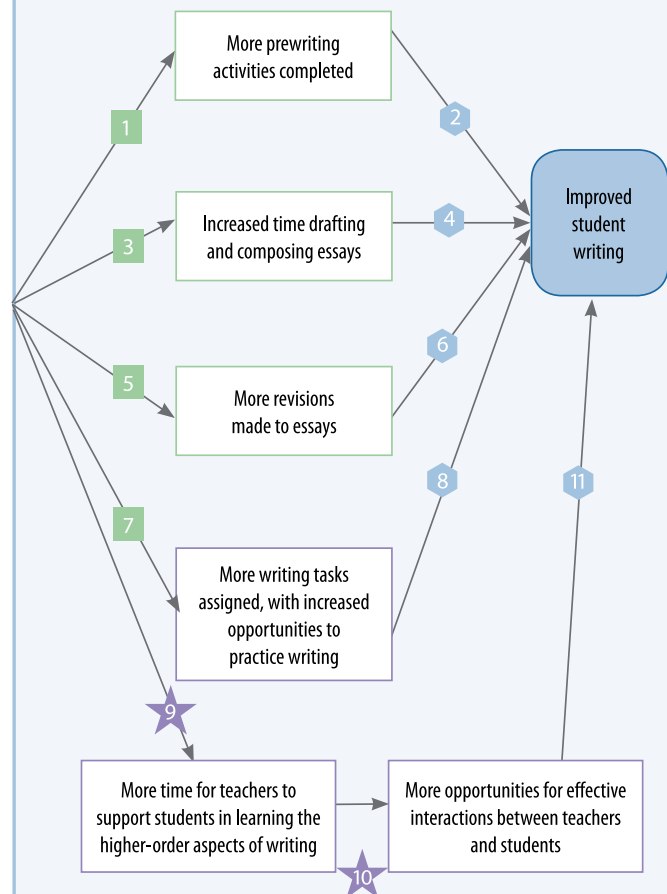 More prewriting
activities completed
1
2
Improved
student
writing
3
Increased time drafting
and composing essays
4
5
More revisions
made to essays
6
7
More writing tasks
assigned, with increased
opportunities to
practice writing
8
11
9
More time for teachers to
support students in learning the
higher-order aspects of writing
More opportunities for effective
interactions between teachers
and students
10